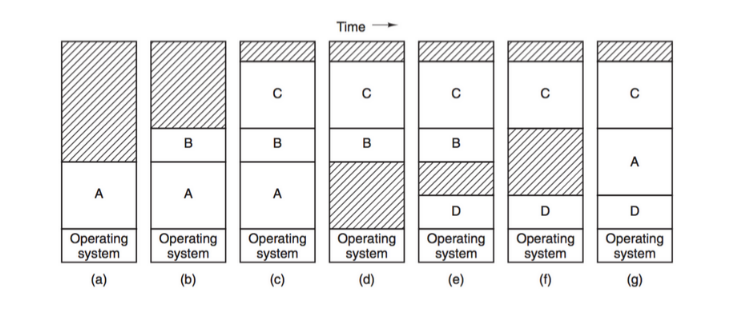 Time
C
C
C
C
C
B
B
B
B
A
A
A
A
D
D
D
Operating system
Operating system
Operating system
Operating system
Operating system
Operating system
Operating system
(a)
(b)
(c)
(d)
(e)
(f)
(g)